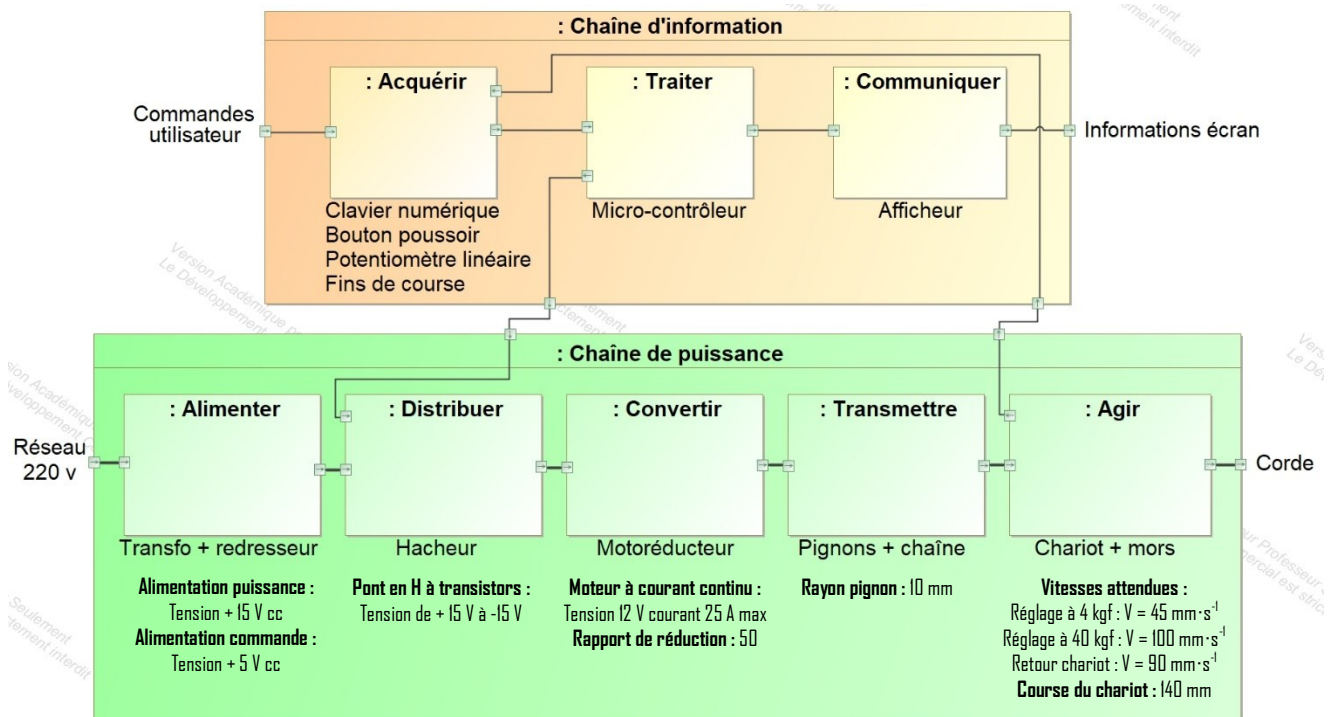 : Chaîne d'information
: Acquérir
: Traiter
: Communiquer
Commandes
utilisateur
Informations écran
Clavier numérique
Bouton poussoir
Potentiomètre linéaire
Fins de course
Micro-contrôleur
Afficheur
: Chaîne de puissance
: Alimenter
: Distribuer
: Convertir
: Transmettre
: Agir
Réseau
220 v
Corde
Transfo + redresseur
Hacheur
Motoréducteur
Pignons + chaîne
Chariot + mors
Alimentation puissance :
Tension + 15 V cc
Alimentation commande :
Tension + 5 V cc
Pont en H à transistors :
Tension de + 15 V à -15 V
Moteur à courant continu :
Tension 12 V courant 25 A max
Rapport de réduction : 50
Rayon pignon : 10 mm
Vitesses attendues :
Réglage à 4 kgf : V = 45 mm·s⁻¹
Réglage à 40 kgf : V = 100 mm·s⁻¹
Retour chariot : V = 90 mm·s⁻¹
Course du chariot : 140 mm
Version Académique
Le Développement